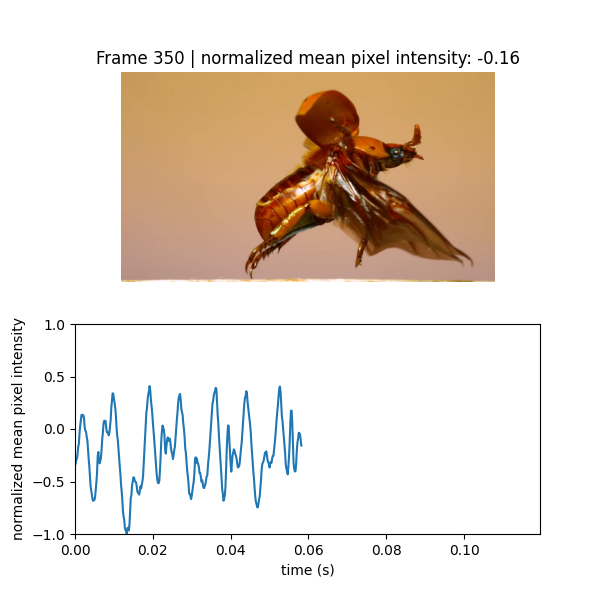 Frame 350 | normalized mean pixel intensity: -0.16
1.0
0.5
0.0
−0.5
−1.0
normalized mean pixel intensity
0.00 0.02 0.04 0.06 0.08 0.10
time (s)